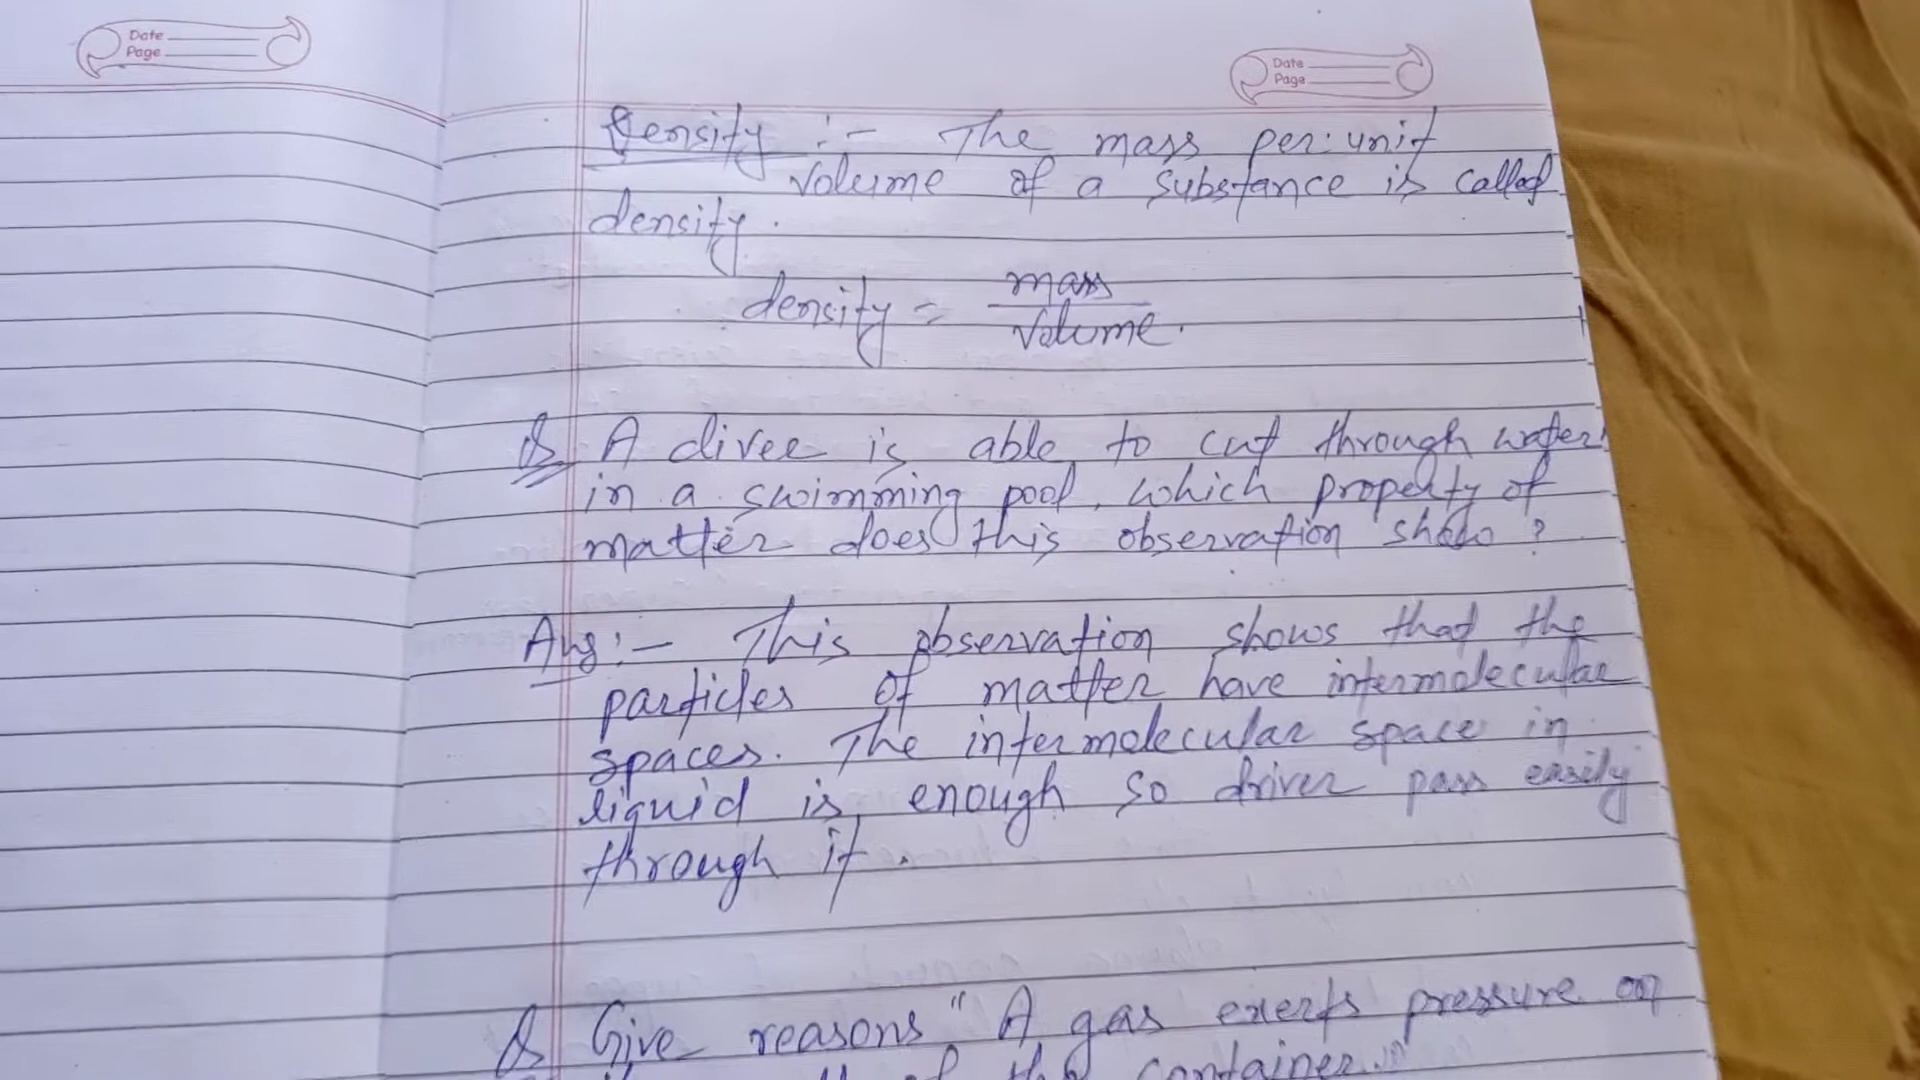 Date
Page
Date
Page
Density :- The mass per unit
volume of a substance is called
density.
density = mass
volume.
Q A diver is able to cut through water
in a swimming pool. which property of
matter does this observation show ?
Ans :- This observation shows that the
particles of matter have intermolecular
spaces. The intermolecular space in
liquid is enough so driver pass easily
through it.
Q Give reasons " A gas exerts pressure on
of the container."